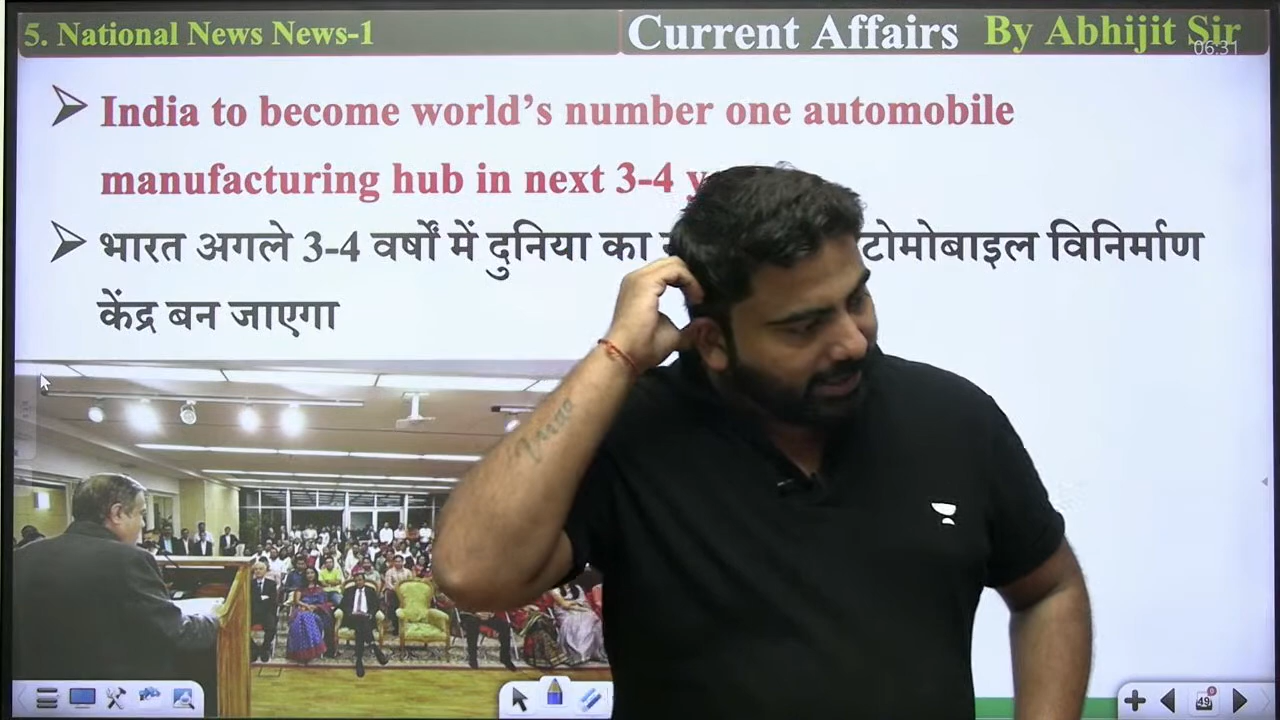 5. National News News-1
Current Affairs By Abhijit Sir
06:31
India to become world's number one automobile
manufacturing hub in next 3-4
भारत अगले 3-4 वर्षों में दुनिया का टोमोबाइल विनिर्माण
केंद्र बन जाएगा
49